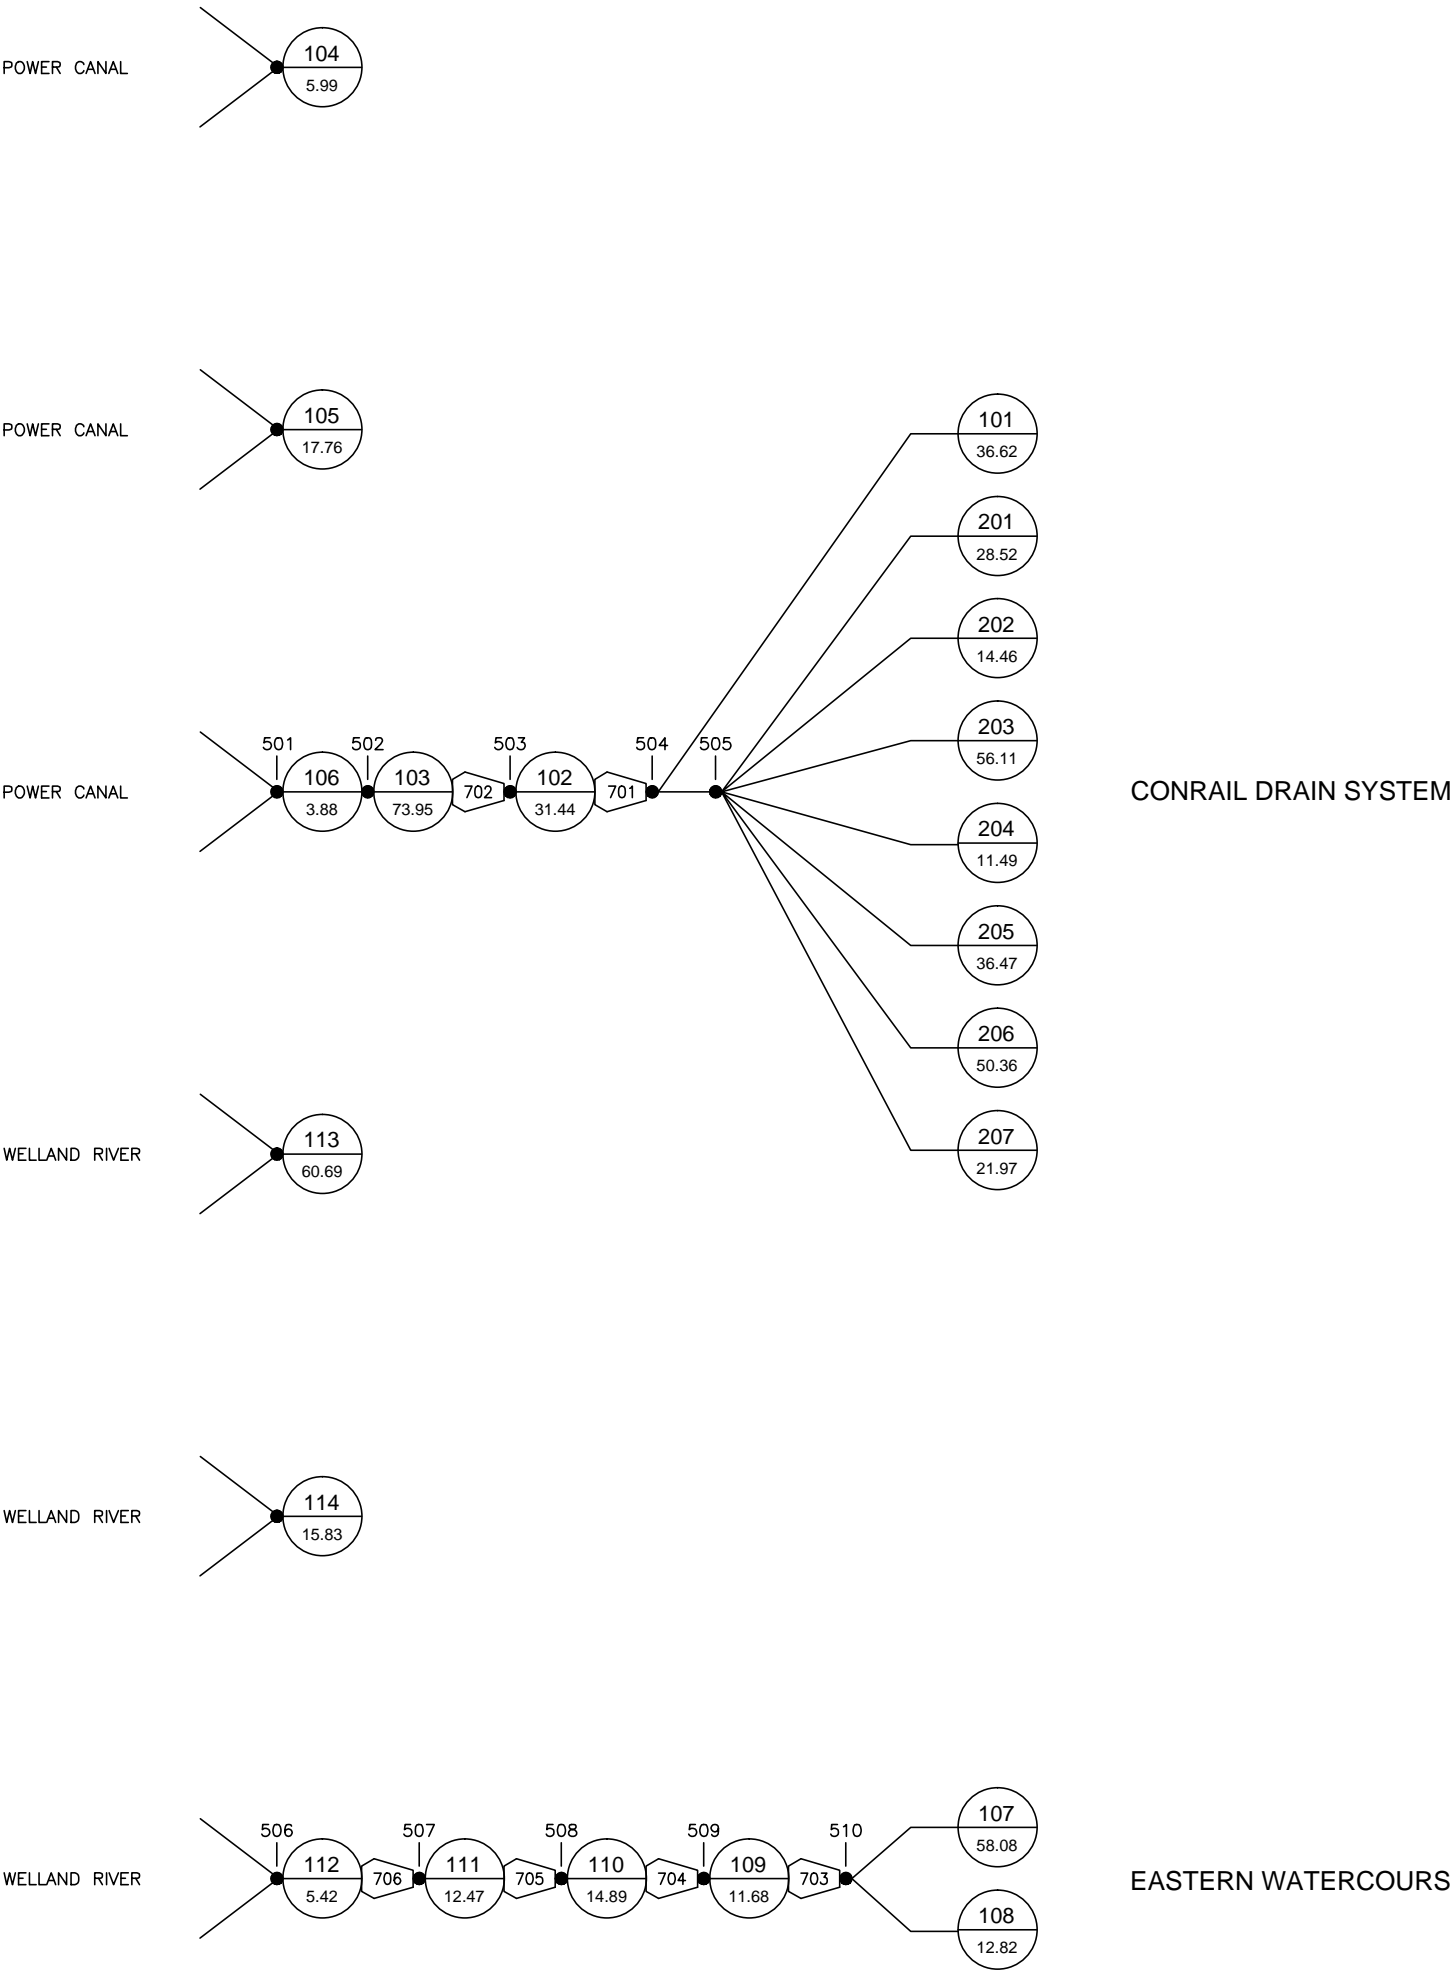 104
POWER CANAL
5.99
105
POWER CANAL
17.76
101
36.62
201
28.52
202
14.46
203
56.11
501 502 503 504 505
106 103 702 102 701
POWER CANAL
3.88 73.95 31.44
CONRAIL DRAIN SYSTEM
204
11.49
205
36.47
206
50.36
113
WELLAND RIVER
60.69
207
21.97
114
WELLAND RIVER
15.83
107
58.08
506 507 508 509 510
112 706 111 705 110 704 109 703
WELLAND RIVER
5.42 12.47 14.89 11.68
EASTERN WATERCOURS
108
12.82